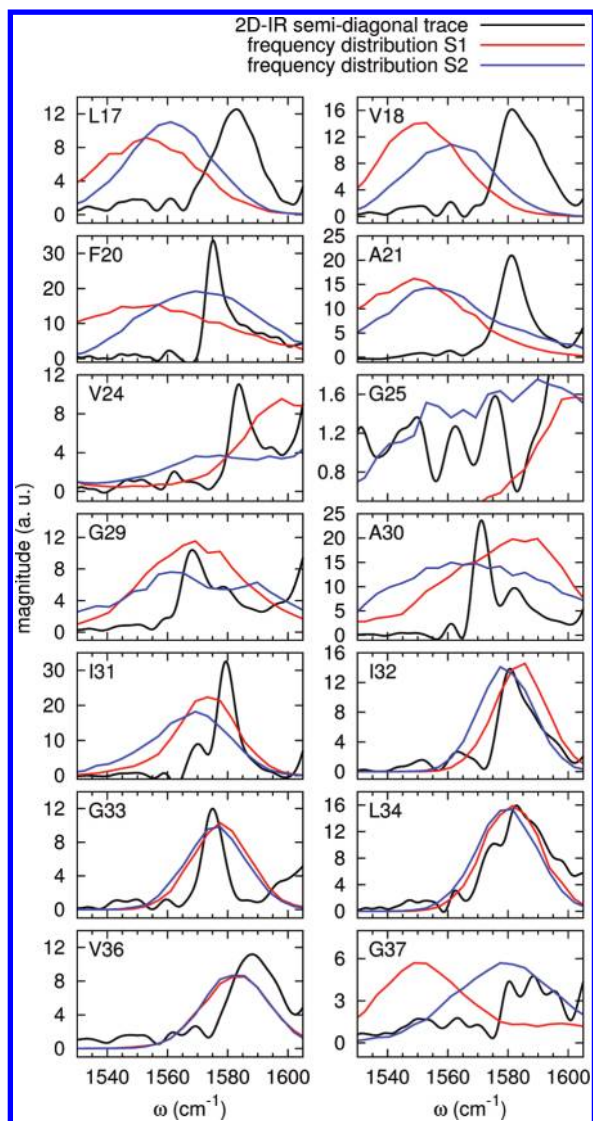 2D-IR semi-diagonal trace
frequency distribution S1
frequency distribution S2
magnitude (a. u.)
L17
12
8
4
0
V18
16
12
8
4
0
F20
30
20
10
0
A21
25
20
15
10
5
0
V24
12
8
4
0
G25
1.6
1.2
0.8
G29
12
8
4
0
A30
25
20
15
10
5
0
I31
30
20
10
0
I32
16
12
8
4
0
G33
12
8
4
0
L34
16
12
8
4
0
V36
12
8
4
0
G37
6
3
0
1540 1560 1580 1600
1540 1560 1580 1600
ω (cm⁻¹)
ω (cm⁻¹)